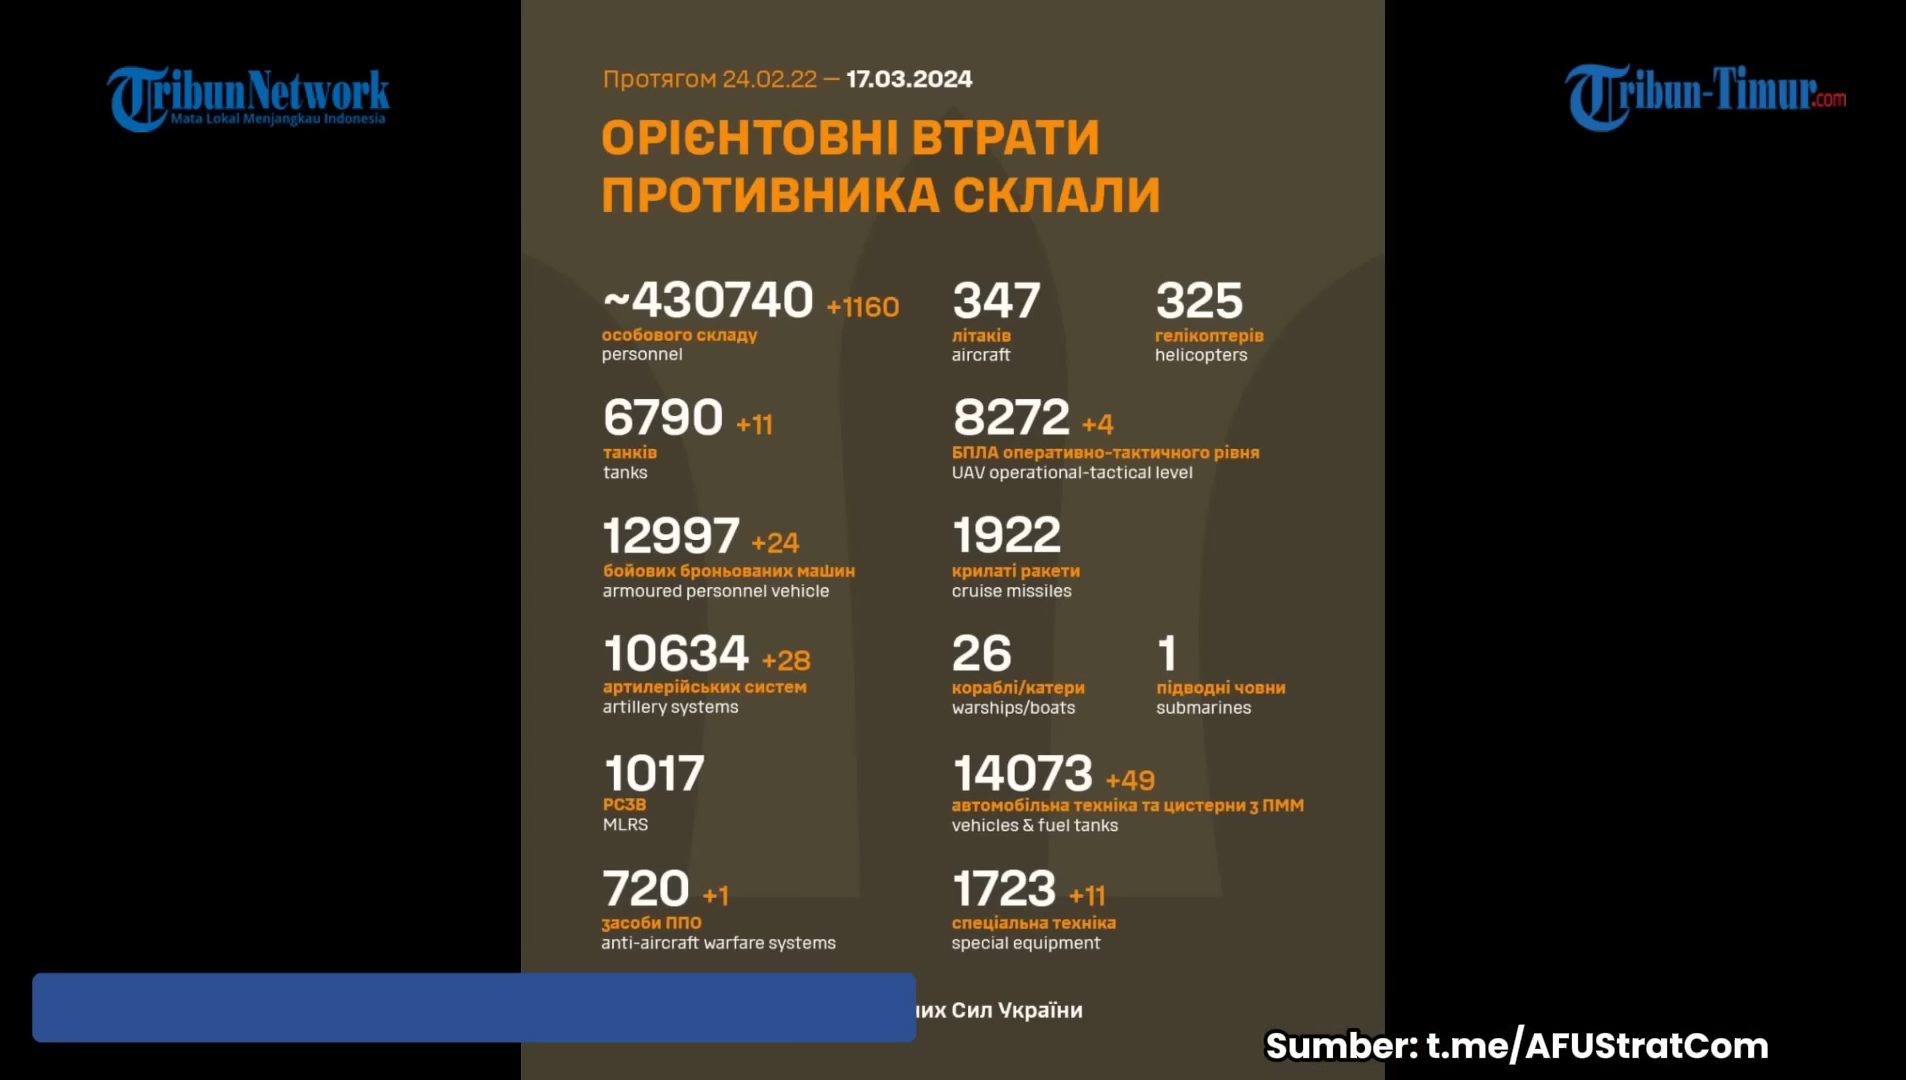 TribunNetwork
Mata Lokal Menjangkau Indonesia
Tribun-Timur.com
Протягом 24.02.22 — 17.03.2024
ОРІЄНТОВНІ ВТРАТИ
ПРОТИВНИКА СКЛАЛИ
~430740 +1160
особового складу
personnel
347
літаків
aircraft
325
гелікоптерів
helicopters
6790 +11
танків
tanks
8272 +4
БПЛА оперативно-тактичного рівня
UAV operational-tactical level
12997 +24
бойових броньованих машин
armoured personnel vehicle
1922
крилаті ракети
cruise missiles
10634 +28
артилерійських систем
artillery systems
26
кораблі/катери
warships/boats
1
підводні човни
submarines
1017
РСЗВ
MLRS
14073 +49
автомобільна техніка та цистерни з ПММ
vehicles & fuel tanks
720 +1
засоби ППО
anti-aircraft warfare systems
1723 +11
спеціальна техніка
special equipment
Сил України
Sumber: t.me/AFUStratCom